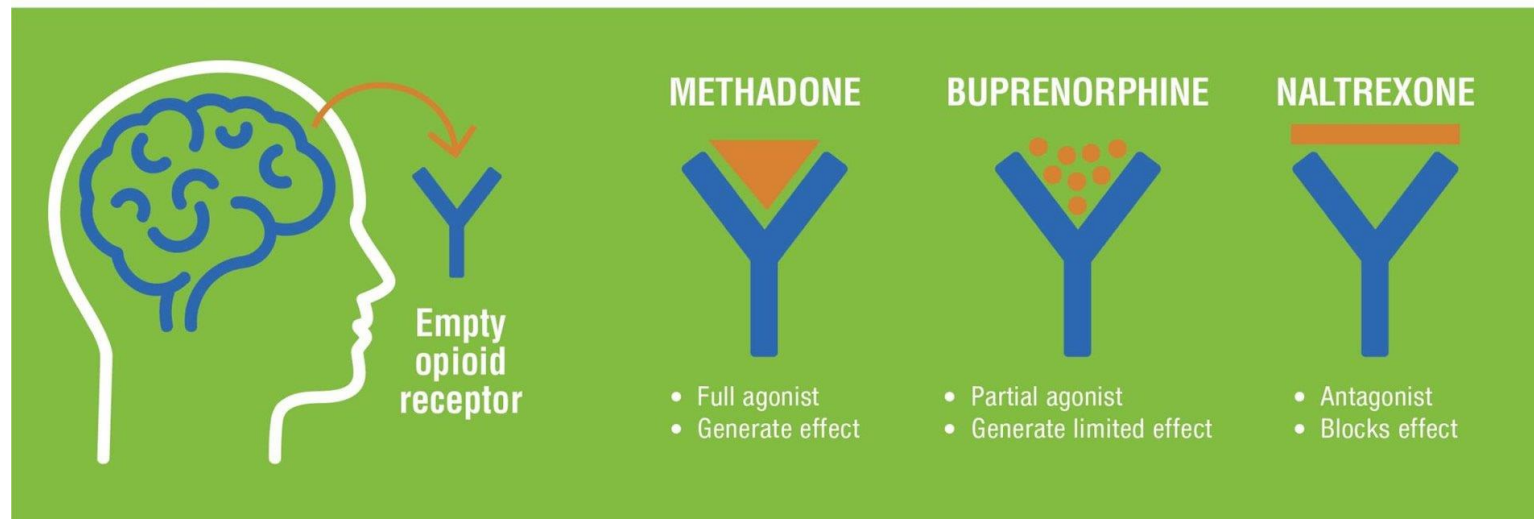 Empty
opioid
receptor
METHADONE
• Full agonist
• Generate effect
BUPRENORPHINE
• Partial agonist
• Generate limited effect
NALTREXONE
• Antagonist
• Blocks effect